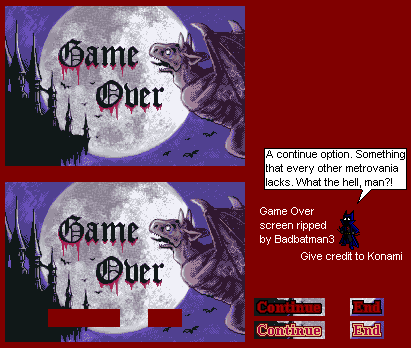 Game
Over
A continue option. Something
that every other metrovania
lacks. What the hell, man?!
Game
Over
Game Over
screen ripped
by Badbatman3
Give credit to Konami
Continue End
Continue End